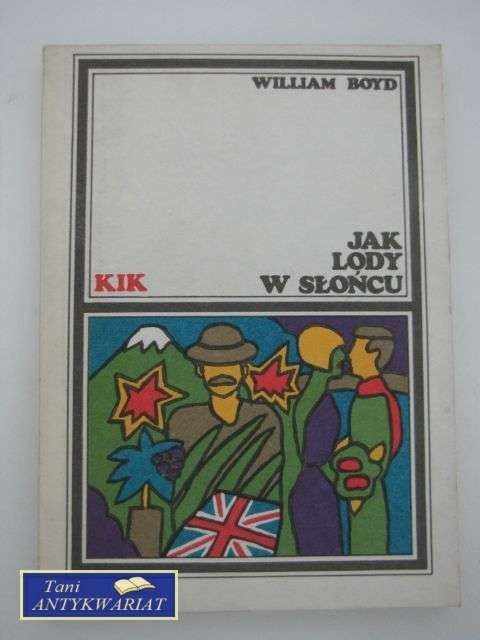 WILLIAM BOYD
JAK
LODY
W SŁOŃCU
KIK
Tani
ANTYKWARIAT